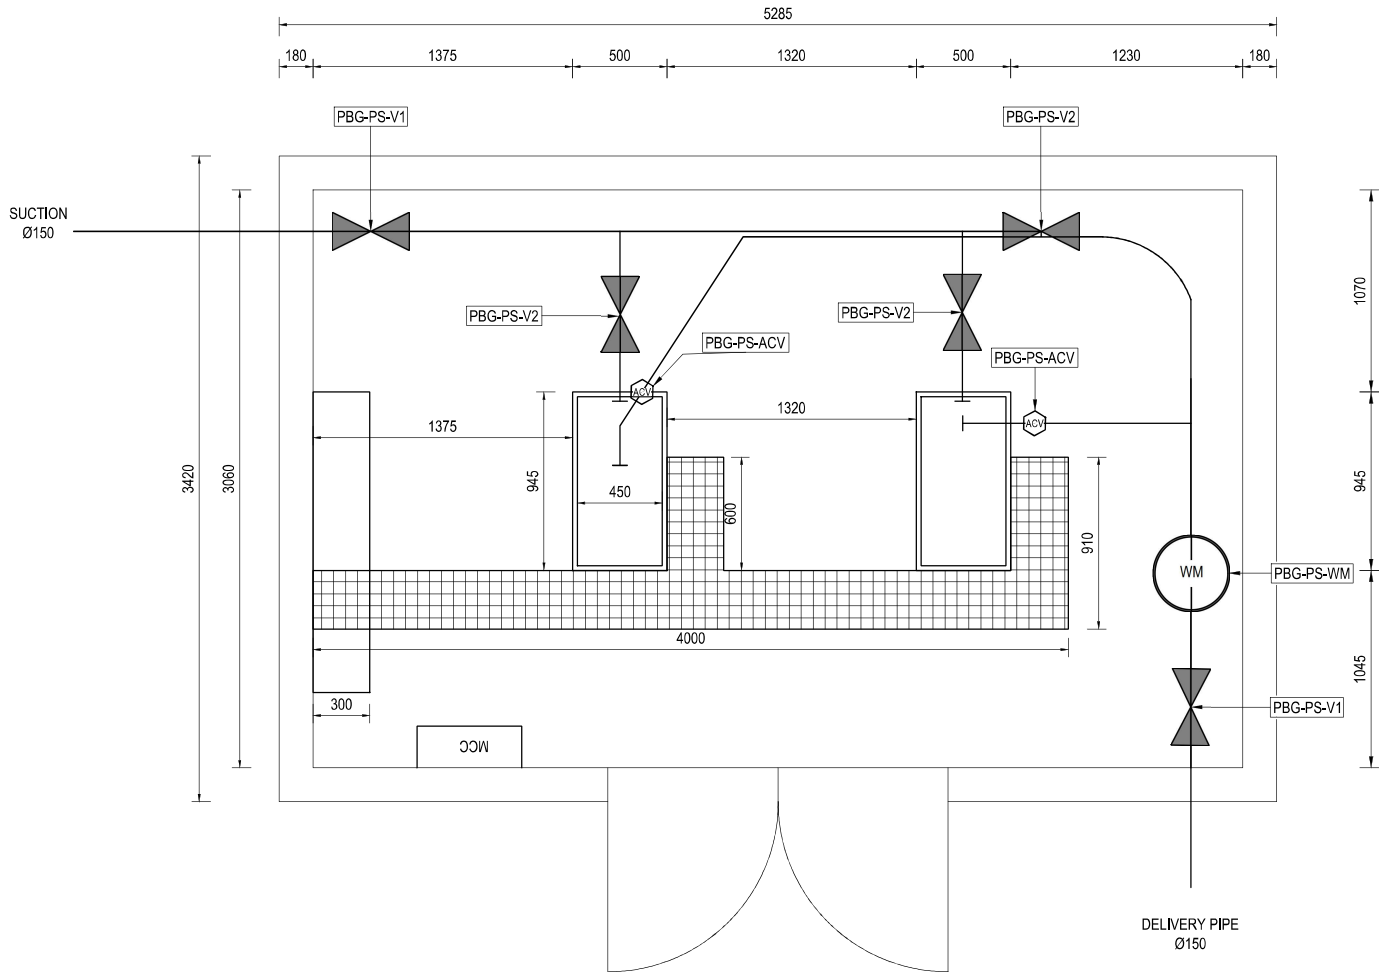 5285
180
1375
500
1320
500
1230
180
PBG-PS-V1
PBG-PS-V2
SUCTION
Ø150
PBG-PS-V2
PBG-PS-V2
PBG-PS-ACV
PBG-PS-ACV
1070
ACV
1320
ACV
1375
3420
3060
945
450
600
910
945
WM
PBG-PS-WM
4000
1045
300
PBG-PS-V1
MCC
DELIVERY PIPE
Ø150